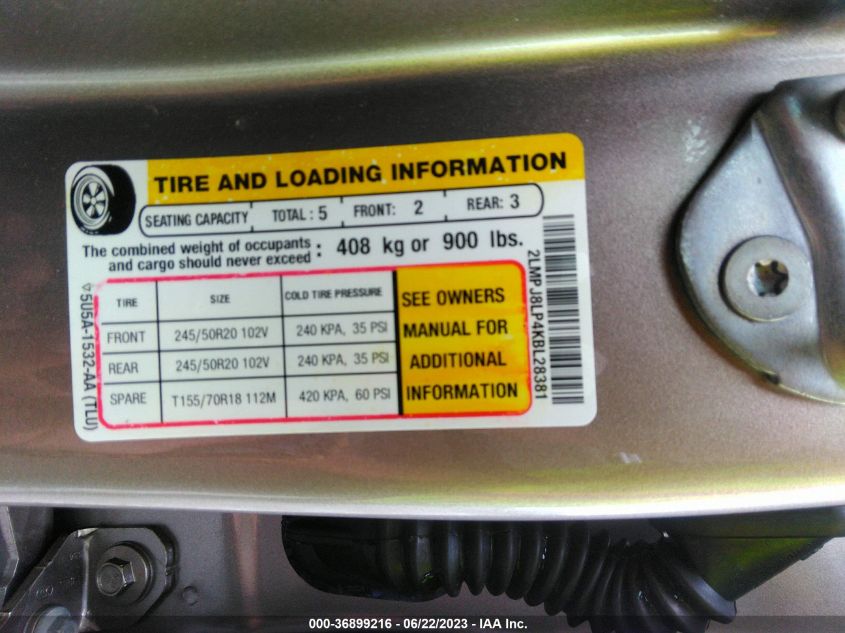 TIRE AND LOADING INFORMATION
SEATING CAPACITY TOTAL : 5 FRONT: 2 REAR: 3
The combined weight of occupants
and cargo should never exceed : 408 kg or 900 lbs.
TIRE SIZE COLD TIRE PRESSURE
FRONT 245/50R20 102V 240 KPA, 35 PSI
REAR 245/50R20 102V 240 KPA, 35 PSI
SPARE T155/70R18 112M 420 KPA, 60 PSI
SEE OWNERS
MANUAL FOR
ADDITIONAL
INFORMATION
5U5A-1532-AA (TLU)
2LMPJ8LP4KBL28381
000-36899216 - 06/22/2023 - IAA Inc.